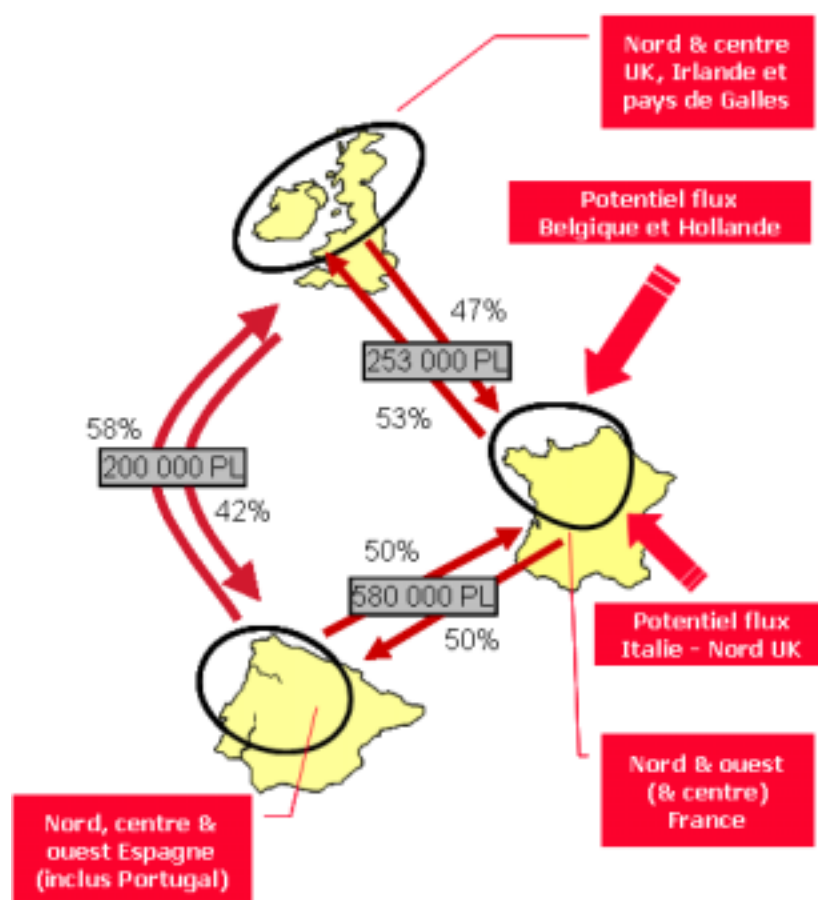 Nord & centre
UK, Irlande et
pays de Galles
Potentiel flux
Belgique et Hollande
47%
253 000 PL
53%
58%
200 000 PL
42%
50%
580 000 PL
50%
Potentiel flux
Italie - Nord UK
Nord & ouest
(& centre)
France
Nord, centre &
ouest Espagne
(inclus Portugal)